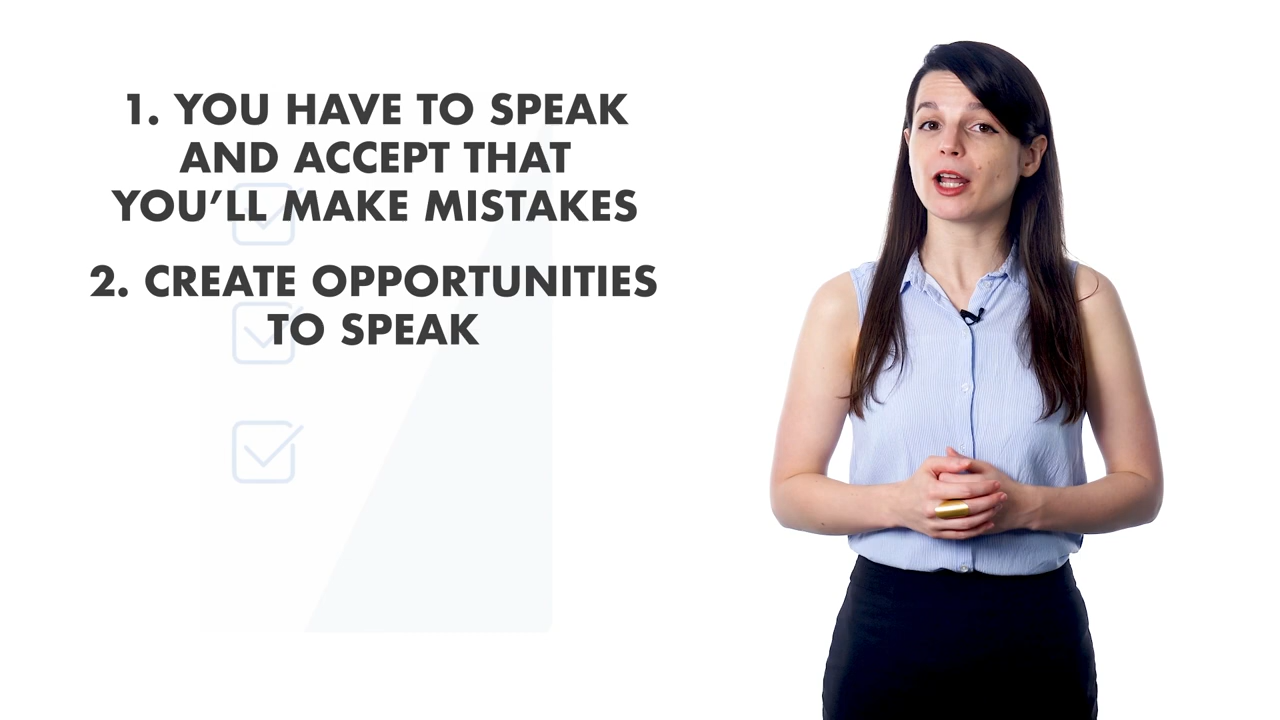 1. YOU HAVE TO SPEAK
AND ACCEPT THAT
YOU’LL MAKE MISTAKES
2. CREATE OPPORTUNITIES
TO SPEAK